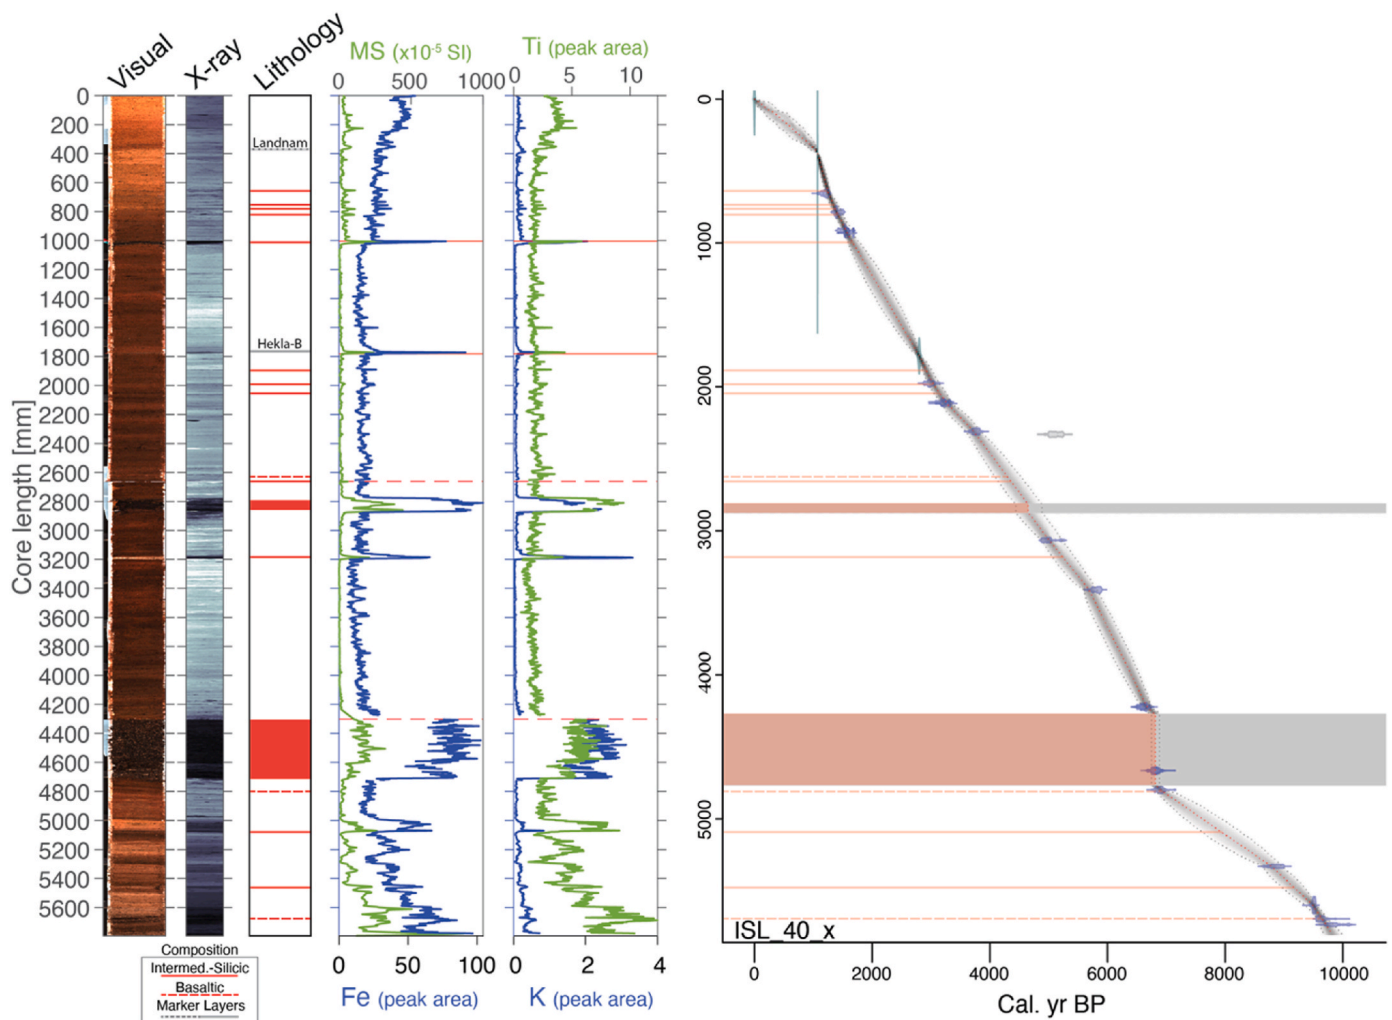 Visual
X-ray
Lithology
MS (x10-5 SI)
0 500 1000
Ti (peak area)
0 5 10
Core length [mm]
0
200
400
600
800
1000
1200
1400
1600
1800
2000
2200
2400
2600
2800
3000
3200
3400
3600
3800
4000
4200
4400
4600
4800
5000
5200
5400
5600
Landnam
Hekla-B
0 50 100
Fe (peak area)
0 2 4
K (peak area)
Composition
Intermed.-Silicic
Basaltic
Marker Layers
0
1000
2000
3000
4000
5000
ISL_40_x
0 2000 4000 6000 8000 10000
Cal. yr BP